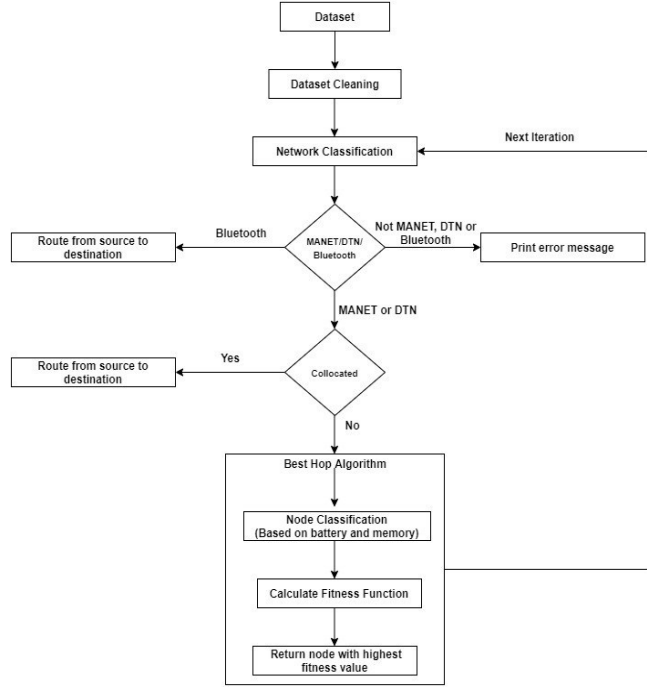 Dataset
Dataset Cleaning
Next Iteration
Network Classification
Bluetooth
Not MANET, DTN or
Bluetooth
Route from source to
destination
MANET/DTN/
Bluetooth
Print error message
MANET or DTN
Yes
Route from source to
destination
Collocated
No
Best Hop Algorithm
Node Classification
(Based on battery and memory)
Calculate Fitness Function
Return node with highest
fitness value